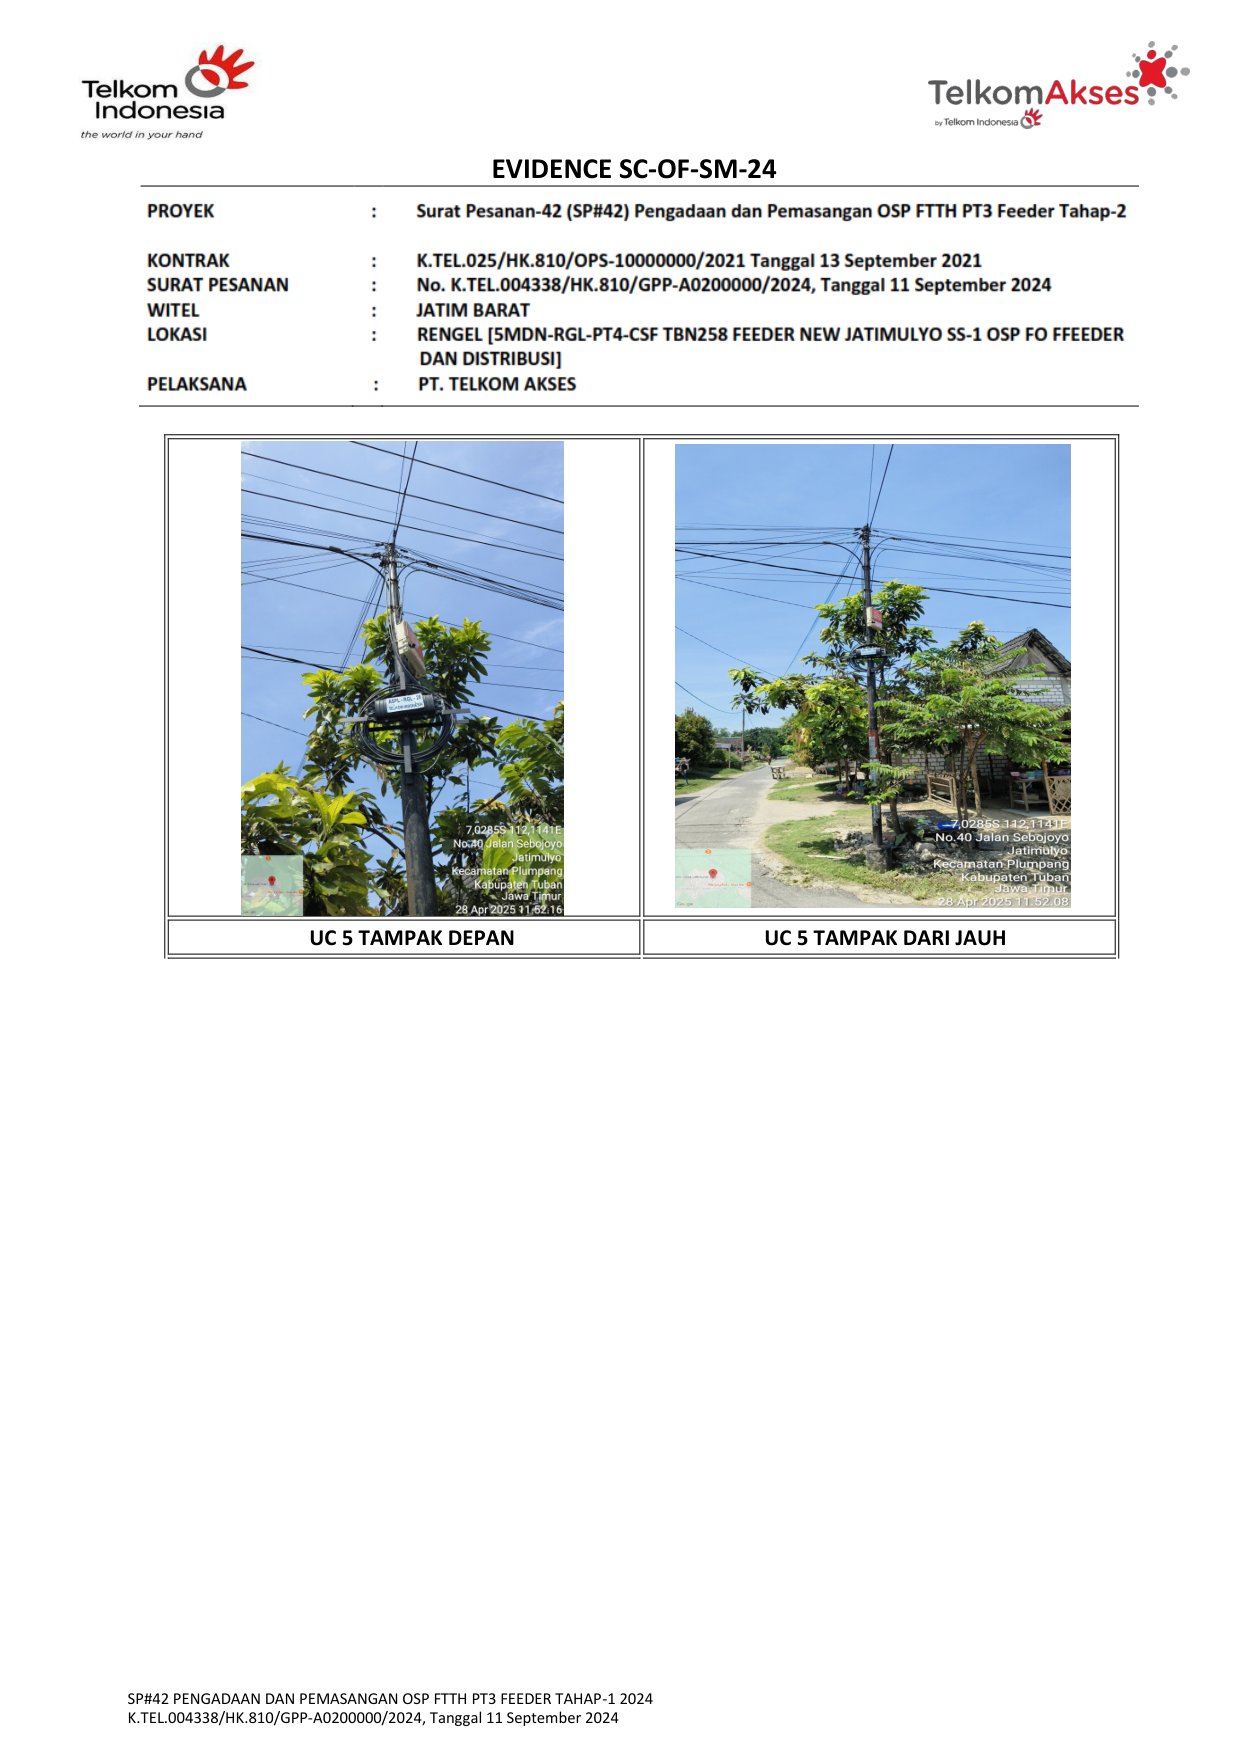 Telkom
Indonesia
the world in your hand
TelkomAkses
by Telkom Indonesia
EVIDENCE SC-OF-SM-24
PROYEK : Surat Pesanan-42 (SP#42) Pengadaan dan Pemasangan OSP FTTH PT3 Feeder Tahap-2
KONTRAK : K.TEL.025/HK.810/OPS-10000000/2021 Tanggal 13 September 2021
SURAT PESANAN : No. K.TEL.004338/HK.810/GPP-A0200000/2024, Tanggal 11 September 2024
WITEL : JATIM BARAT
LOKASI : RENGEL [5MDN-RGL-PT4-CSF TBN258 FEEDER NEW JATIMULYO SS-1 OSP FO FFEEDER
DAN DISTRIBUSI]
PELAKSANA : PT. TELKOM AKSES
7,0285S 112,1141E
No.40 Jalan Sebojoyo
Jatimulyo
Kecamatan Plumpang
Kabupaten Tuban
Jawa Timur
28 Apr 2025 11.52.16
7,0285S 112,1141E
No.40 Jalan Sebojoyo
Jatimulyo
Kecamatan Plumpang
Kabupaten Tuban
Jawa Timur
28 Apr 2025 11.52.08
UC 5 TAMPAK DEPAN
UC 5 TAMPAK DARI JAUH
SP#42 PENGADAAN DAN PEMASANGAN OSP FTTH PT3 FEEDER TAHAP-1 2024
K.TEL.004338/HK.810/GPP-A0200000/2024, Tanggal 11 September 2024